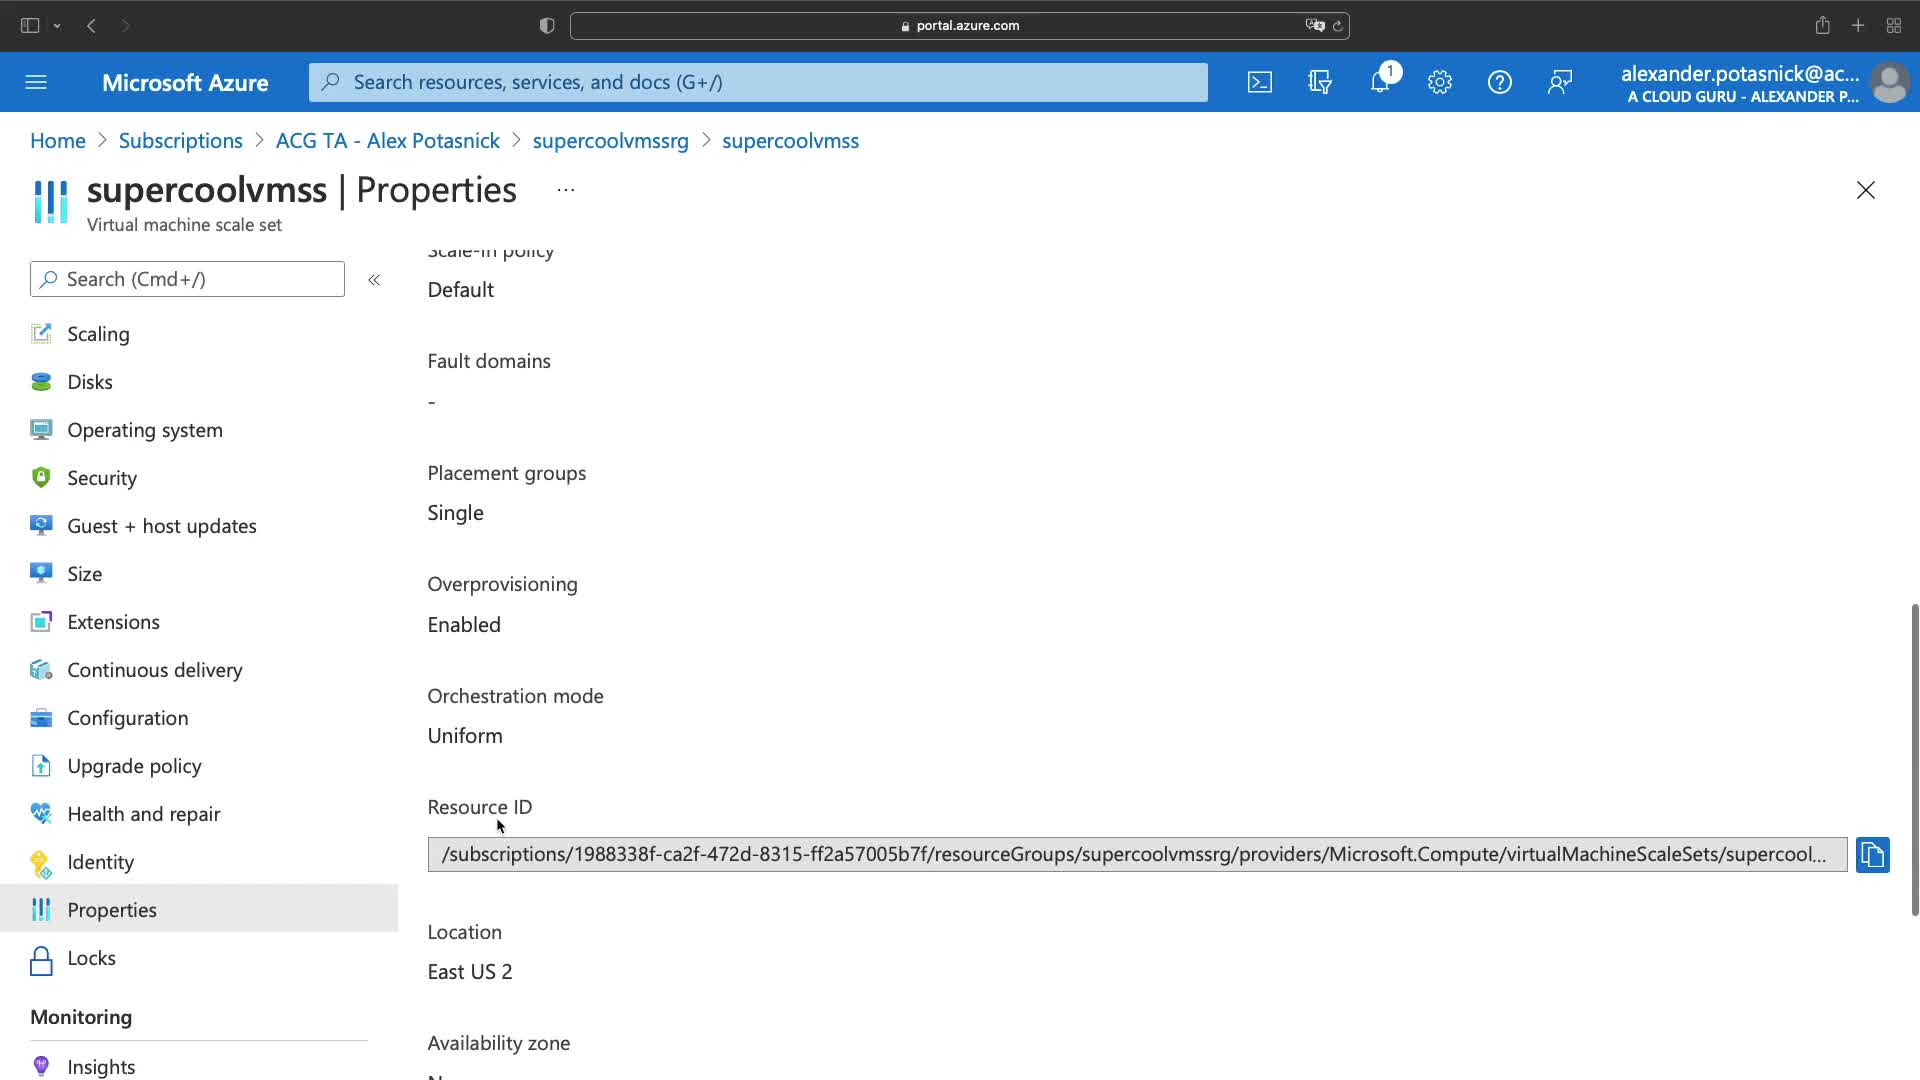 portal.azure.com
Microsoft Azure
Search resources, services, and docs (G+/)
1
alexander.potasnick@ac...
A CLOUD GURU - ALEXANDER P...
Home > Subscriptions > ACG TA - Alex Potasnick > supercoolvmssrg > supercoolvmss
supercoolvmss | Properties ...
Virtual machine scale set
Search (Cmd+/)
«
Scaling
Disks
Operating system
Security
Guest + host updates
Size
Extensions
Continuous delivery
Configuration
Upgrade policy
Health and repair
Identity
Properties
Locks
Monitoring
Insights
Scale-in policy
Default
Fault domains
-
Placement groups
Single
Overprovisioning
Enabled
Orchestration mode
Uniform
Resource ID
/subscriptions/1988338f-ca2f-472d-8315-ff2a57005b7f/resourceGroups/supercoolvmssrg/providers/Microsoft.Compute/virtualMachineScaleSets/supercool...
Location
East US 2
Availability zone